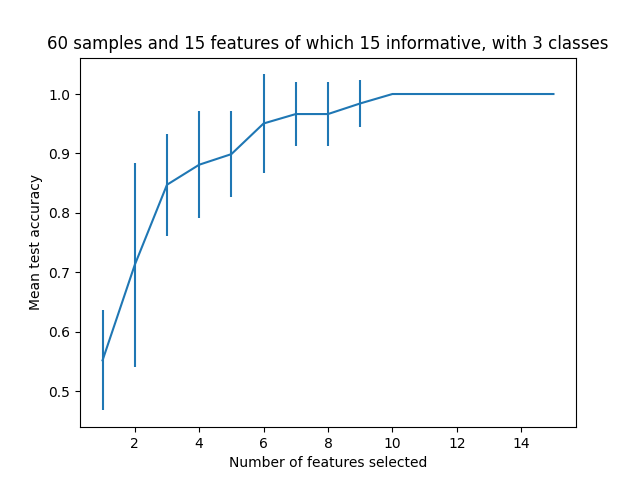 60 samples and 15 features of which 15 informative, with 3 classes
1.0
0.9
0.8
0.7
0.6
0.5
Mean test accuracy
2 4 6 8 10 12 14
Number of features selected